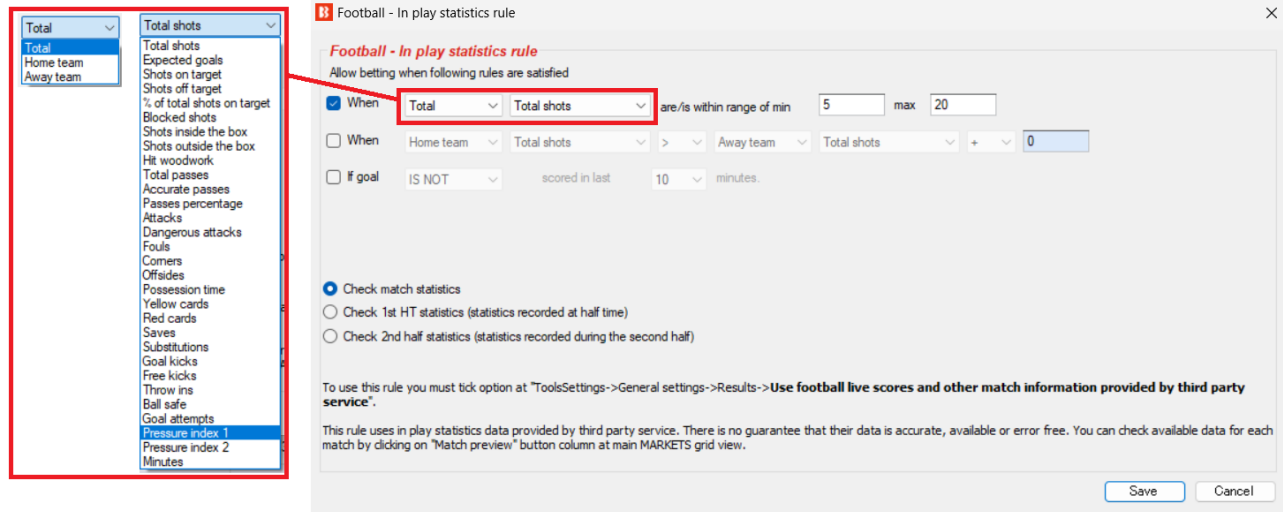 Total
Total
Home team
Away team
Total shots
Total shots
Expected goals
Shots on target
Shots off target
% of total shots on target
Blocked shots
Shots inside the box
Shots outside the box
Hit woodwork
Total passes
Accurate passes
Passes percentage
Attacks
Dangerous attacks
Fouls
Corners
Offsides
Possession time
Yellow cards
Red cards
Saves
Substitutions
Goal kicks
Free kicks
Throw ins
Ball safe
Goal attempts
Pressure index 1
Pressure index 2
Minutes
Football - In play statistics rule
Football - In play statistics rule
Allow betting when following rules are satisfied
When Total Total shots are/is within range of min 5 max 20
When Home team Total shots > Away team Total shots + 0
If goal IS NOT scored in last 10 minutes.
Check match statistics
Check 1st HT statistics (statistics recorded at half time)
Check 2nd half statistics (statistics recorded during the second half)
To use this rule you must tick option at "ToolsSettings->General settings->Results->Use football live scores and other match information provided by third party
service".
This rule uses in play statistics data provided by third party service. There is no guarantee that their data is accurate, available or error free. You can check available data for each
match by clicking on "Match preview" button column at main MARKETS grid view.
Save Cancel